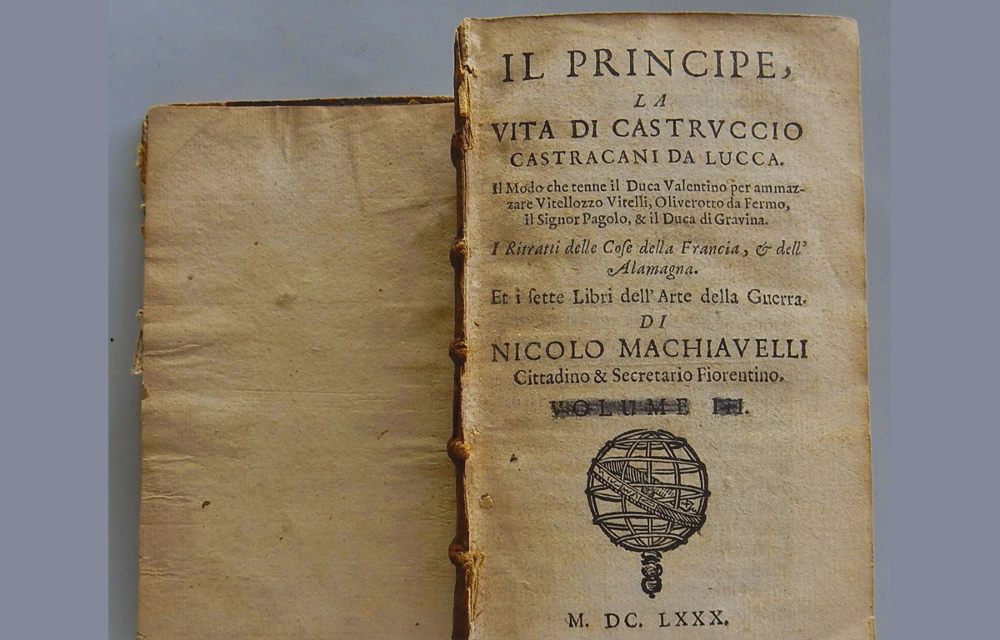 IL PRINCIPE,
LA
VITA DI CASTRVCCIO
CASTRACANI DA LUCCA.
Il Modo che tenne il Duca Valentino per ammaz-
zare Vitellozzo Vitelli, Oliverotto da Fermo,
il Signor Pagolo, & il Duca di Gravina.
I Ritratti delle Coſe della Francia, & dell'
Alamagna.
Et i ſette Libri dell' Arte della Guerra.
DI
NICOLO MACHIAVELLI
Cittadino & Secretario Fiorentino.
VOLUME III.
M. DC. LXXX.